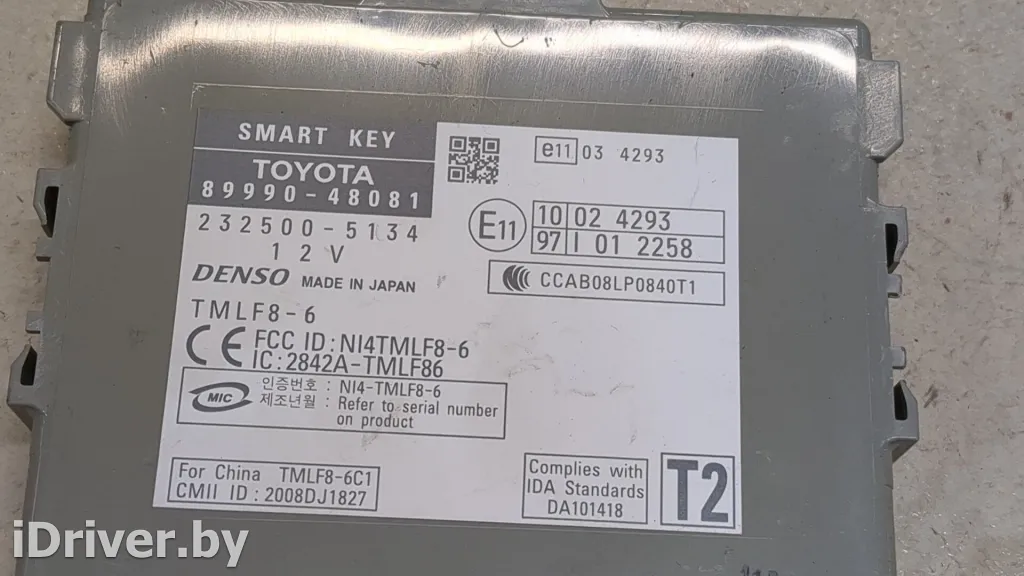 SMART KEY
TOYOTA
89990-48081
232500-5134
12V
DENSO MADE IN JAPAN
TMLF8-6
CE FCC ID:NI4TMLF8-6
IC:2842A-TMLF86
MIC
인증번호 : NI4-TMLF8-6
제조년월 : Refer to serial number
on product
For China TMLF8-6C1
CMII ID:2008DJ1827
e11 03 4293
E11
10 02 4293
97 I 01 2258
CCAB08LP0840T1
Complies with
IDA Standards
DA101418
T2
iDriver.by